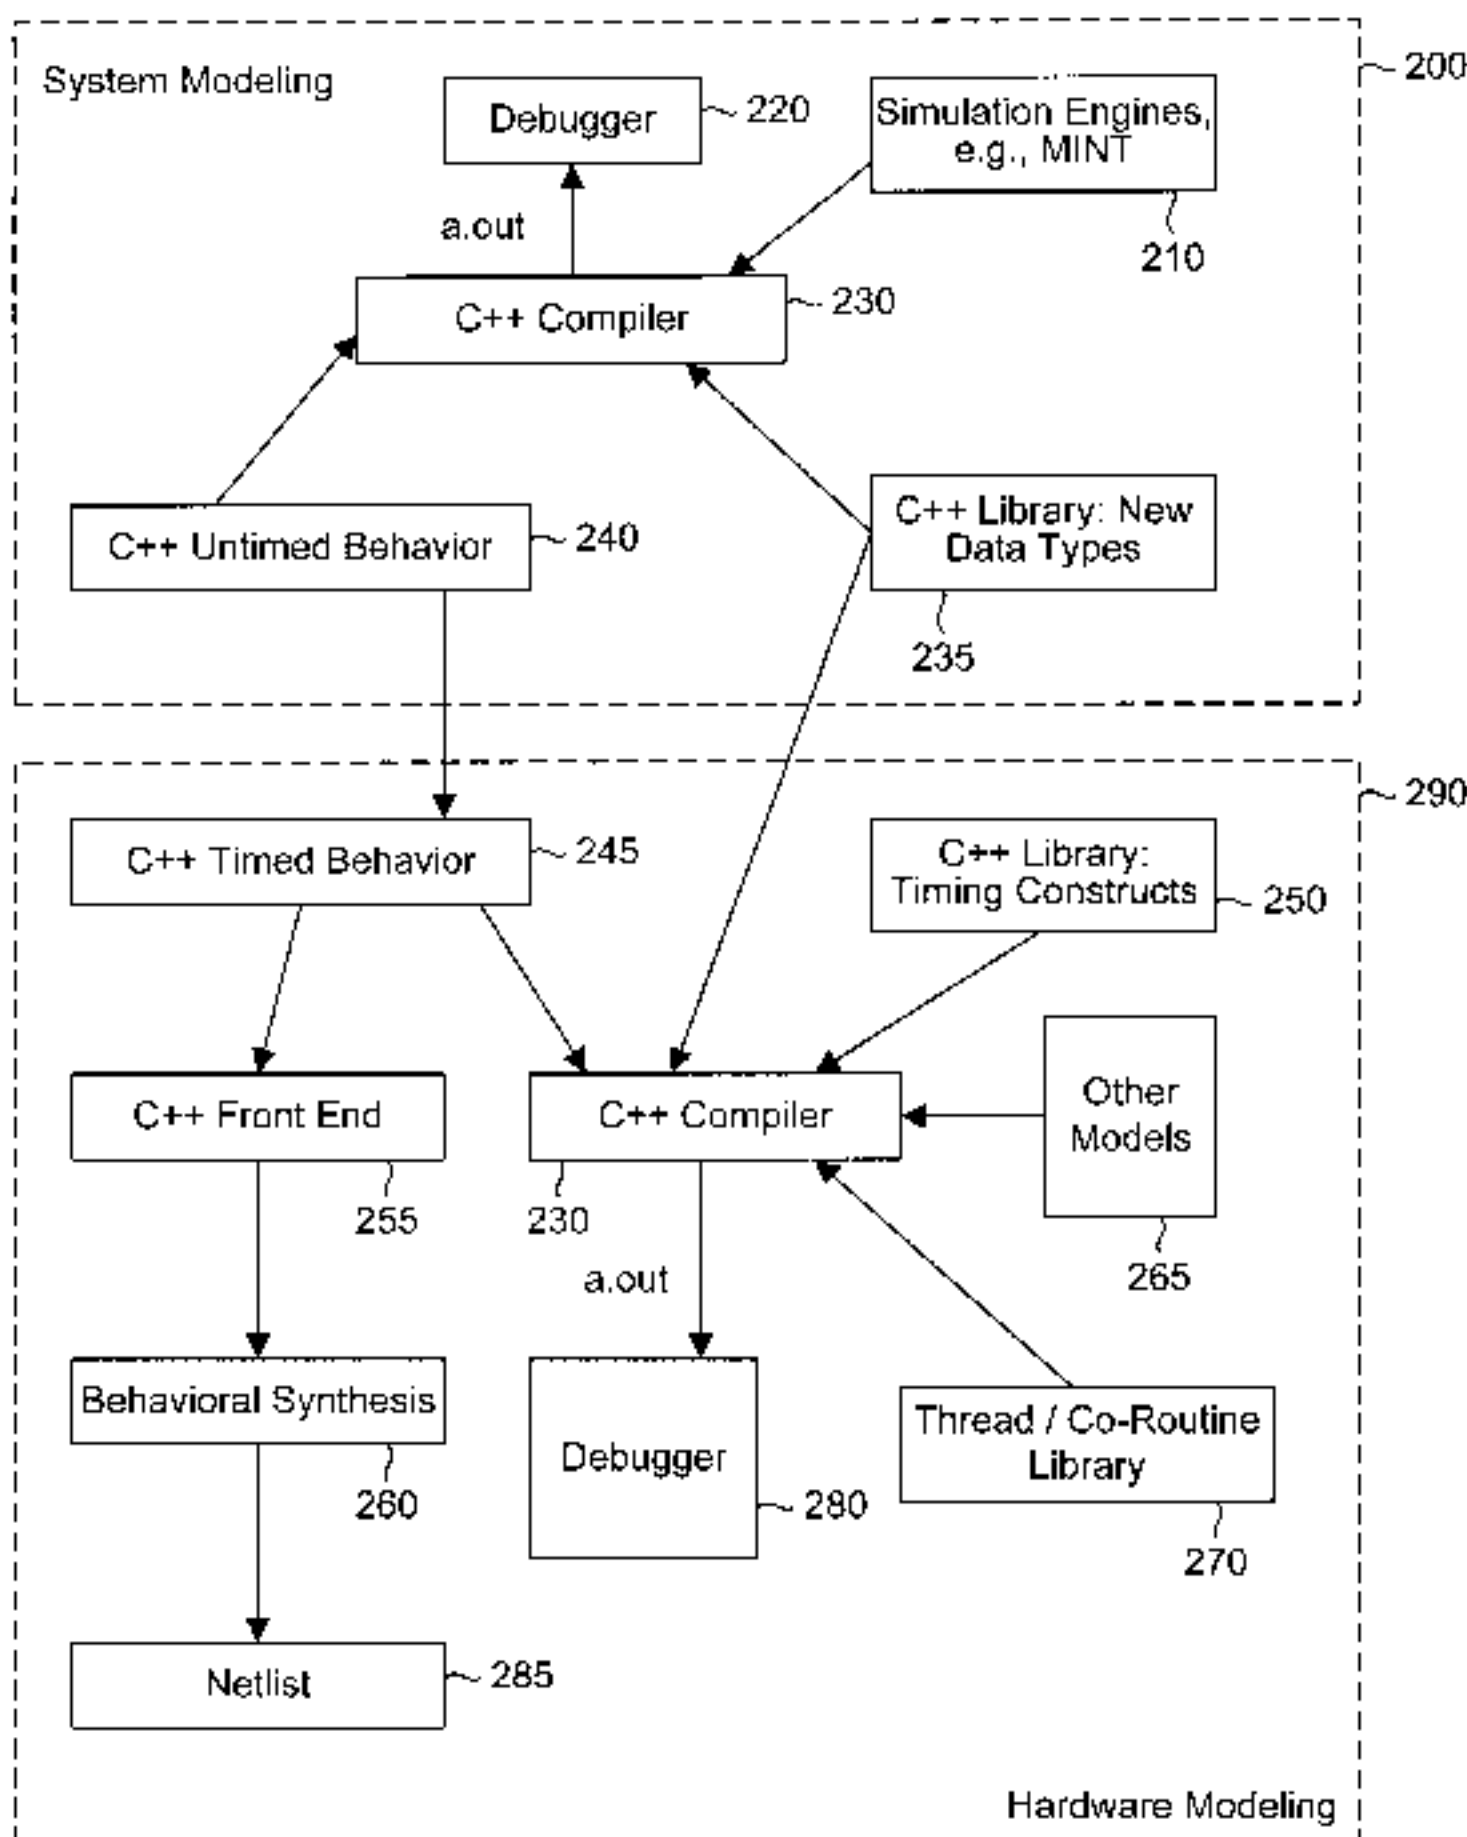 System Modeling
200
Debugger
220
Simulation Engines,
e.g., MINT
210
a.out
C++ Compiler
230
C++ Untimed Behavior
240
C++ Library: New
Data Types
235
290
C++ Timed Behavior
245
C++ Library:
Timing Constructs
250
C++ Front End
255
C++ Compiler
230
Other
Models
265
a.out
Behavioral Synthesis
260
Debugger
280
Thread / Co-Routine
Library
270
Netlist
285
Hardware Modeling